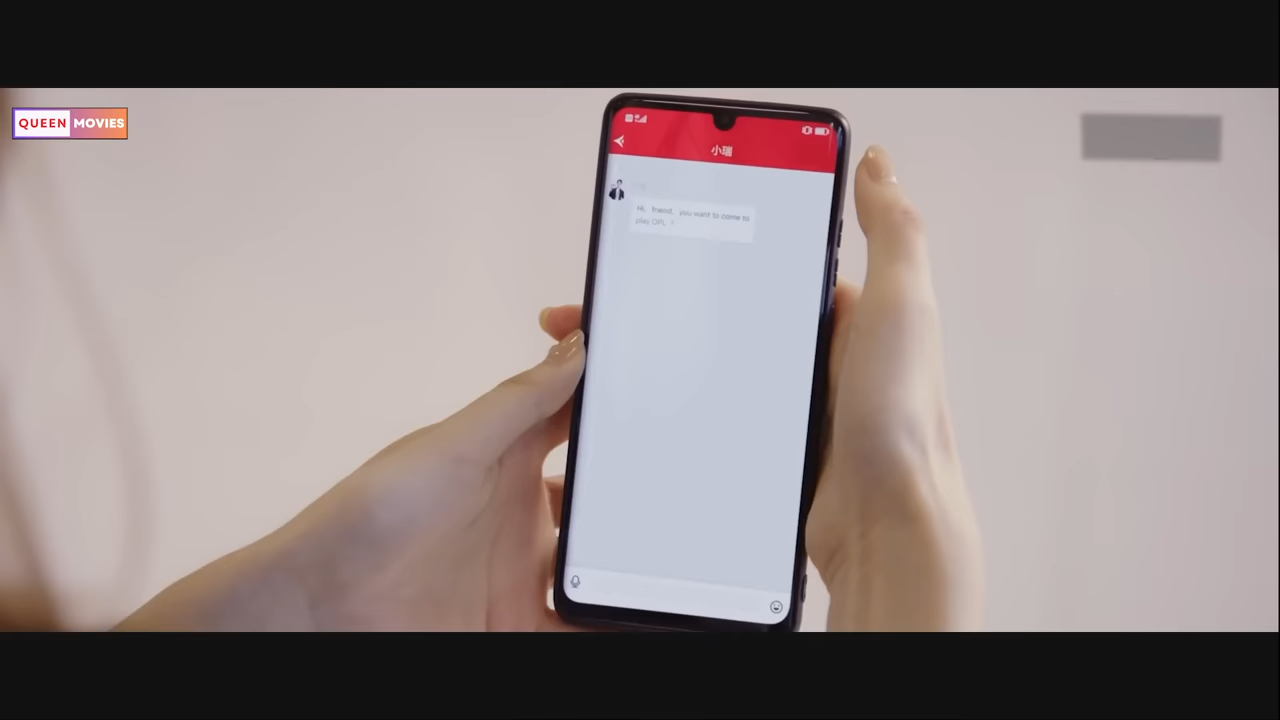 QUEEN MOVIES
小瑞
Hi, friend, you want to come to
play OPL